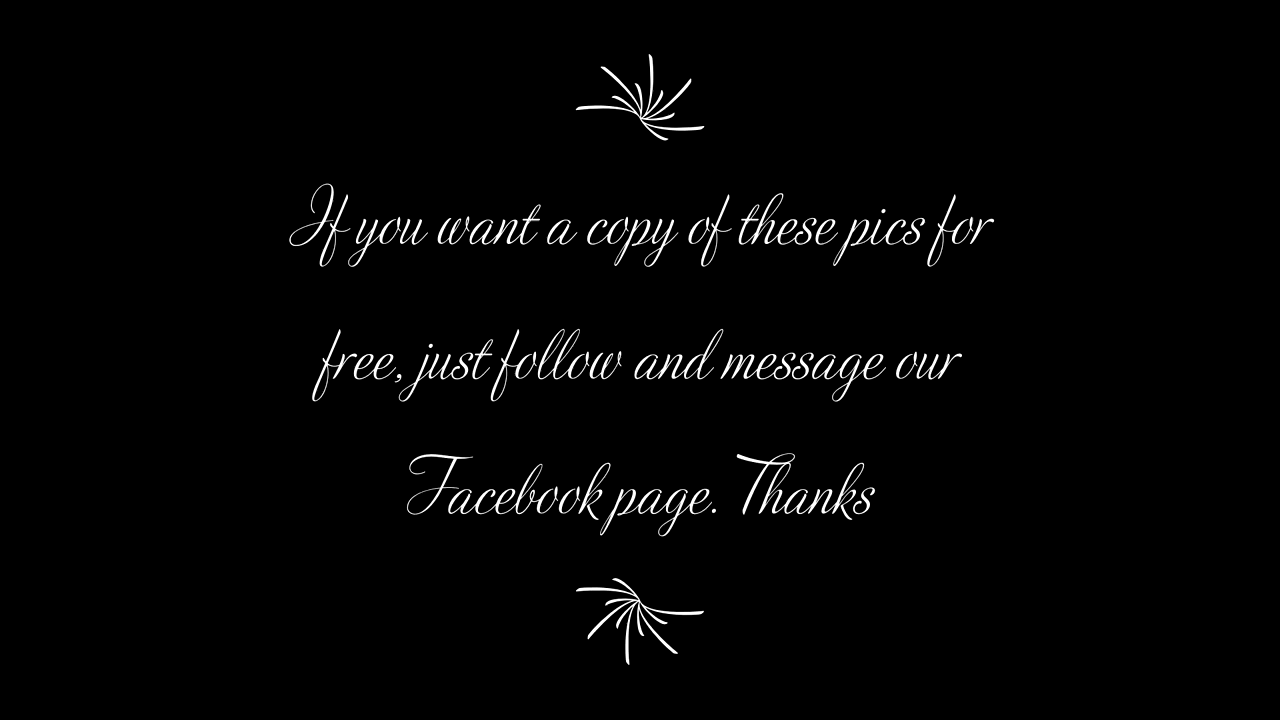 If you want a copy of these pics for
free, just follow and message our
Facebook page. Thanks